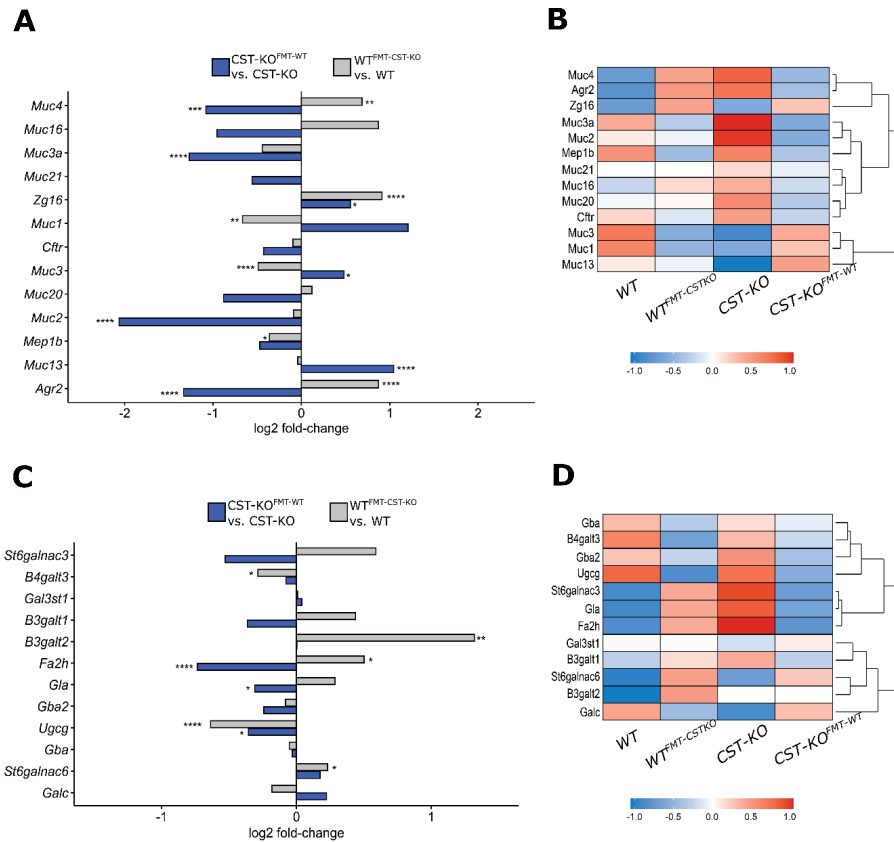 A
CST-KO^FMT-WT vs. CST-KO
WT^FMT-CST-KO vs. WT
Muc4
***
**
Muc16
Muc3a
****
Muc21
Zg16
****
*
Muc1
**
Cftr
Muc3
****
*
Muc20
Muc2
****
Mep1b
*
Muc13
****
Agr2
****
****
-2 -1 0 1 2
log2 fold-change
B
Muc4
Agr2
Zg16
Muc3a
Muc2
Mep1b
Muc21
Muc16
Muc20
Cftr
Muc3
Muc1
Muc13
WT WT^FMT-CSTKO CST-KO CST-KO^FMT-WT
-1.0 -0.5 0.0 0.5 1.0
C
CST-KO^FMT-WT vs. CST-KO
WT^FMT-CST-KO vs. WT
St6galnac3
B4galt3
*
Gal3st1
B3galt1
B3galt2
**
Fa2h
****
*
Gla
*
Gba2
Ugcg
****
*
Gba
St6galnac6
*
Galc
-1 0 1
log2 fold-change
D
Gba
B4galt3
Gba2
Ugcg
St6galnac3
Gla
Fa2h
Gal3st1
B3galt1
St6galnac6
B3galt2
Galc
WT WT^FMT-CSTKO CST-KO CST-KO^FMT-WT
-1.0 -0.5 0.0 0.5 1.0